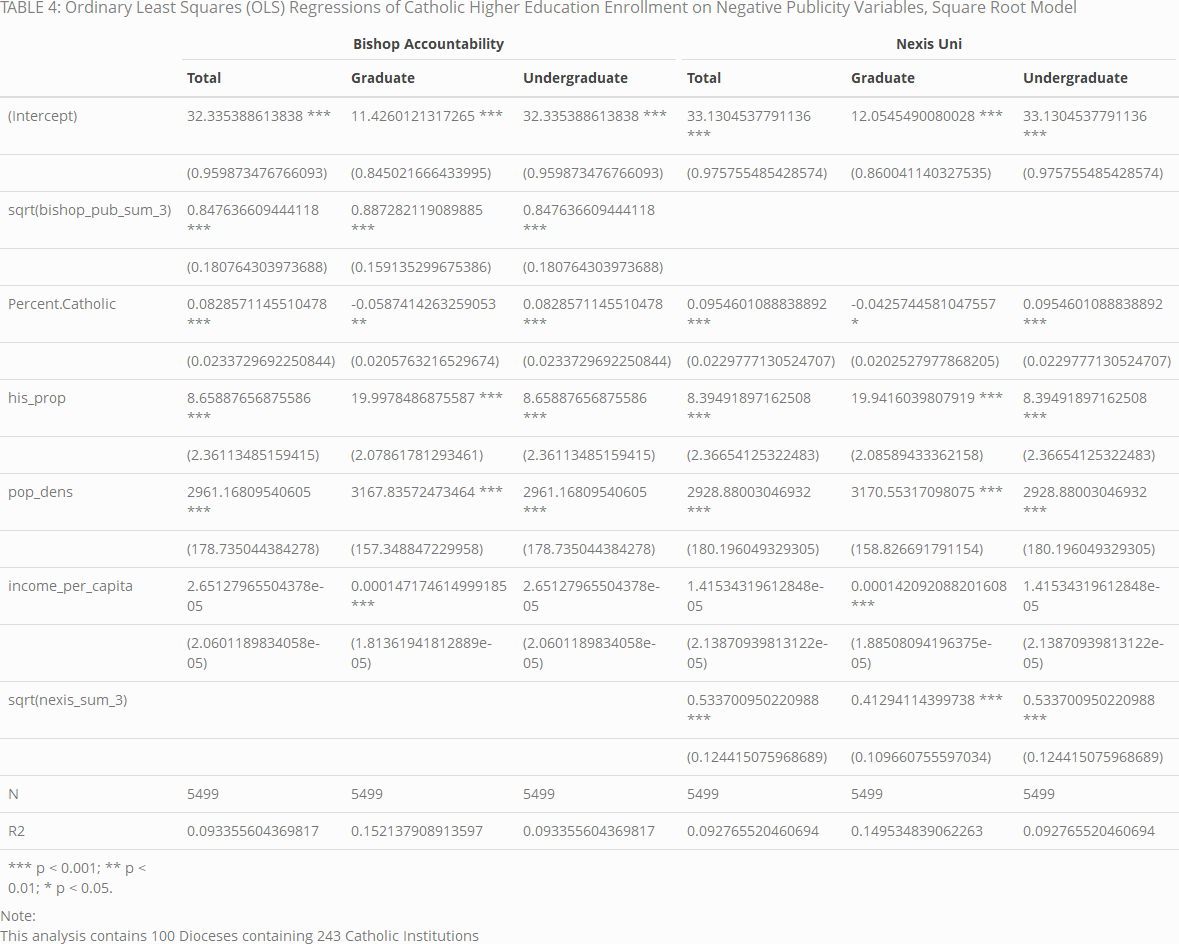 TABLE 4: Ordinary Least Squares (OLS) Regressions of Catholic Higher Education Enrollment on Negative Publicity Variables, Square Root Model
Bishop Accountability Nexis Uni
Total Graduate Undergraduate Total Graduate Undergraduate
(Intercept) 32.335388613838 *** 11.4260121317265 *** 32.335388613838 *** 33.1304537791136 12.0545490080028 *** 33.1304537791136
*** ***
(0.959873476766093) (0.845021666433995) (0.959873476766093) (0.975755485428574) (0.860041140327535) (0.975755485428574)
sqrt(bishop_pub_sum_3) 0.847636609444118 0.887282119089885 0.847636609444118
*** *** ***
(0.180764303973688) (0.159135299675386) (0.180764303973688)
Percent.Catholic 0.0828571145510478 -0.0587414263259053 0.0828571145510478 0.0954601088838892 -0.0425744581047557 0.0954601088838892
*** ** *** *** * ***
(0.0233729692250844) (0.0205763216529674) (0.0233729692250844) (0.0229777130524707) (0.0202527977868205) (0.0229777130524707)
his_prop 8.65887656875586 19.9978486875587 *** 8.65887656875586 8.39491897162508 19.9416039807919 *** 8.39491897162508
*** *** *** ***
(2.36113485159415) (2.07861781293461) (2.36113485159415) (2.36654125322483) (2.08589433362158) (2.36654125322483)
pop_dens 2961.16809540605 3167.83572473464 *** 2961.16809540605 2928.88003046932 3170.55317098075 *** 2928.88003046932
*** *** *** ***
(178.735044384278) (157.348847229958) (178.735044384278) (180.196049329305) (158.826691791154) (180.196049329305)
income_per_capita 2.65127965504378e- 0.000147174614999185 2.65127965504378e- 1.41534319612848e- 0.000142092088201608 1.41534319612848e-
05 *** 05 05 *** 05
(2.0601189834058e- (1.81361941812889e- (2.0601189834058e- (2.13870939813122e- (1.88508094196375e- (2.13870939813122e-
05) 05) 05) 05) 05) 05)
sqrt(nexis_sum_3) 0.533700950220988 0.41294114399738 *** 0.533700950220988
*** ***
(0.124415075968689) (0.109660755597034) (0.124415075968689)
N 5499 5499 5499 5499 5499 5499
R2 0.093355604369817 0.152137908913597 0.093355604369817 0.092765520460694 0.149534839062263 0.092765520460694
*** p < 0.001; ** p <
0.01; * p < 0.05.
Note:
This analysis contains 100 Dioceses containing 243 Catholic Institutions